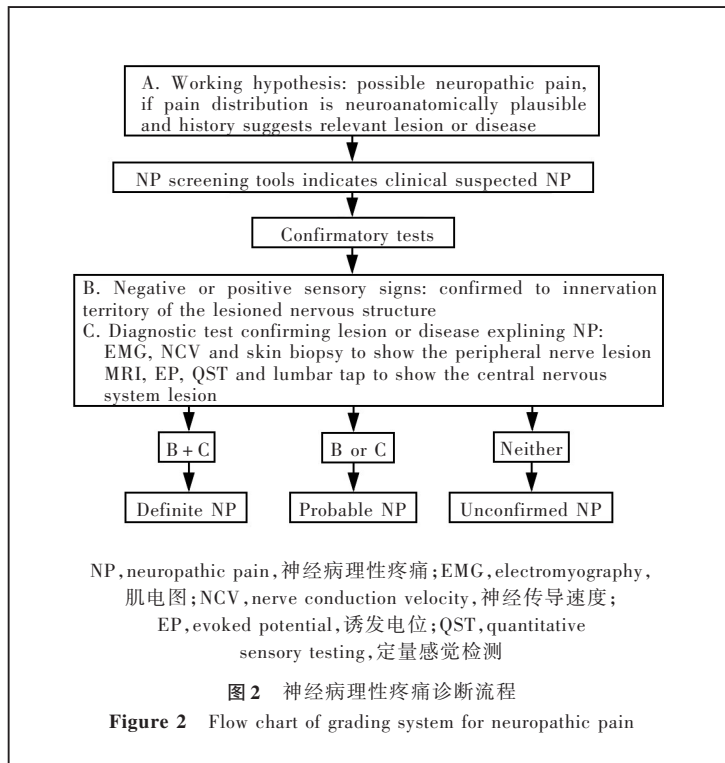 A. Working hypothesis: possible neuropathic pain,
if pain distribution is neuroanatomically plausible
and history suggests relevant lesion or disease
NP screening tools indicates clinical suspected NP
Confirmatory tests
B. Negative or positive sensory signs: confirmed to innervation
territory of the lesioned nervous structure
C. Diagnostic test confirming lesion or disease explining NP:
EMG, NCV and skin biopsy to show the peripheral nerve lesion
MRI, EP, QST and lumbar tap to show the central nervous
system lesion
B + C
B or C
Neither
Definite NP
Probable NP
Unconfirmed NP
NP,neuropathic pain,神经病理性疼痛;EMG,electromyography,
肌电图;NCV,nerve conduction velocity,神经传导速度;
EP,evoked potential,诱发电位;QST,quantitative
sensory testing,定量感觉检测
图2 神经病理性疼痛诊断流程
Figure 2 Flow chart of grading system for neuropathic pain